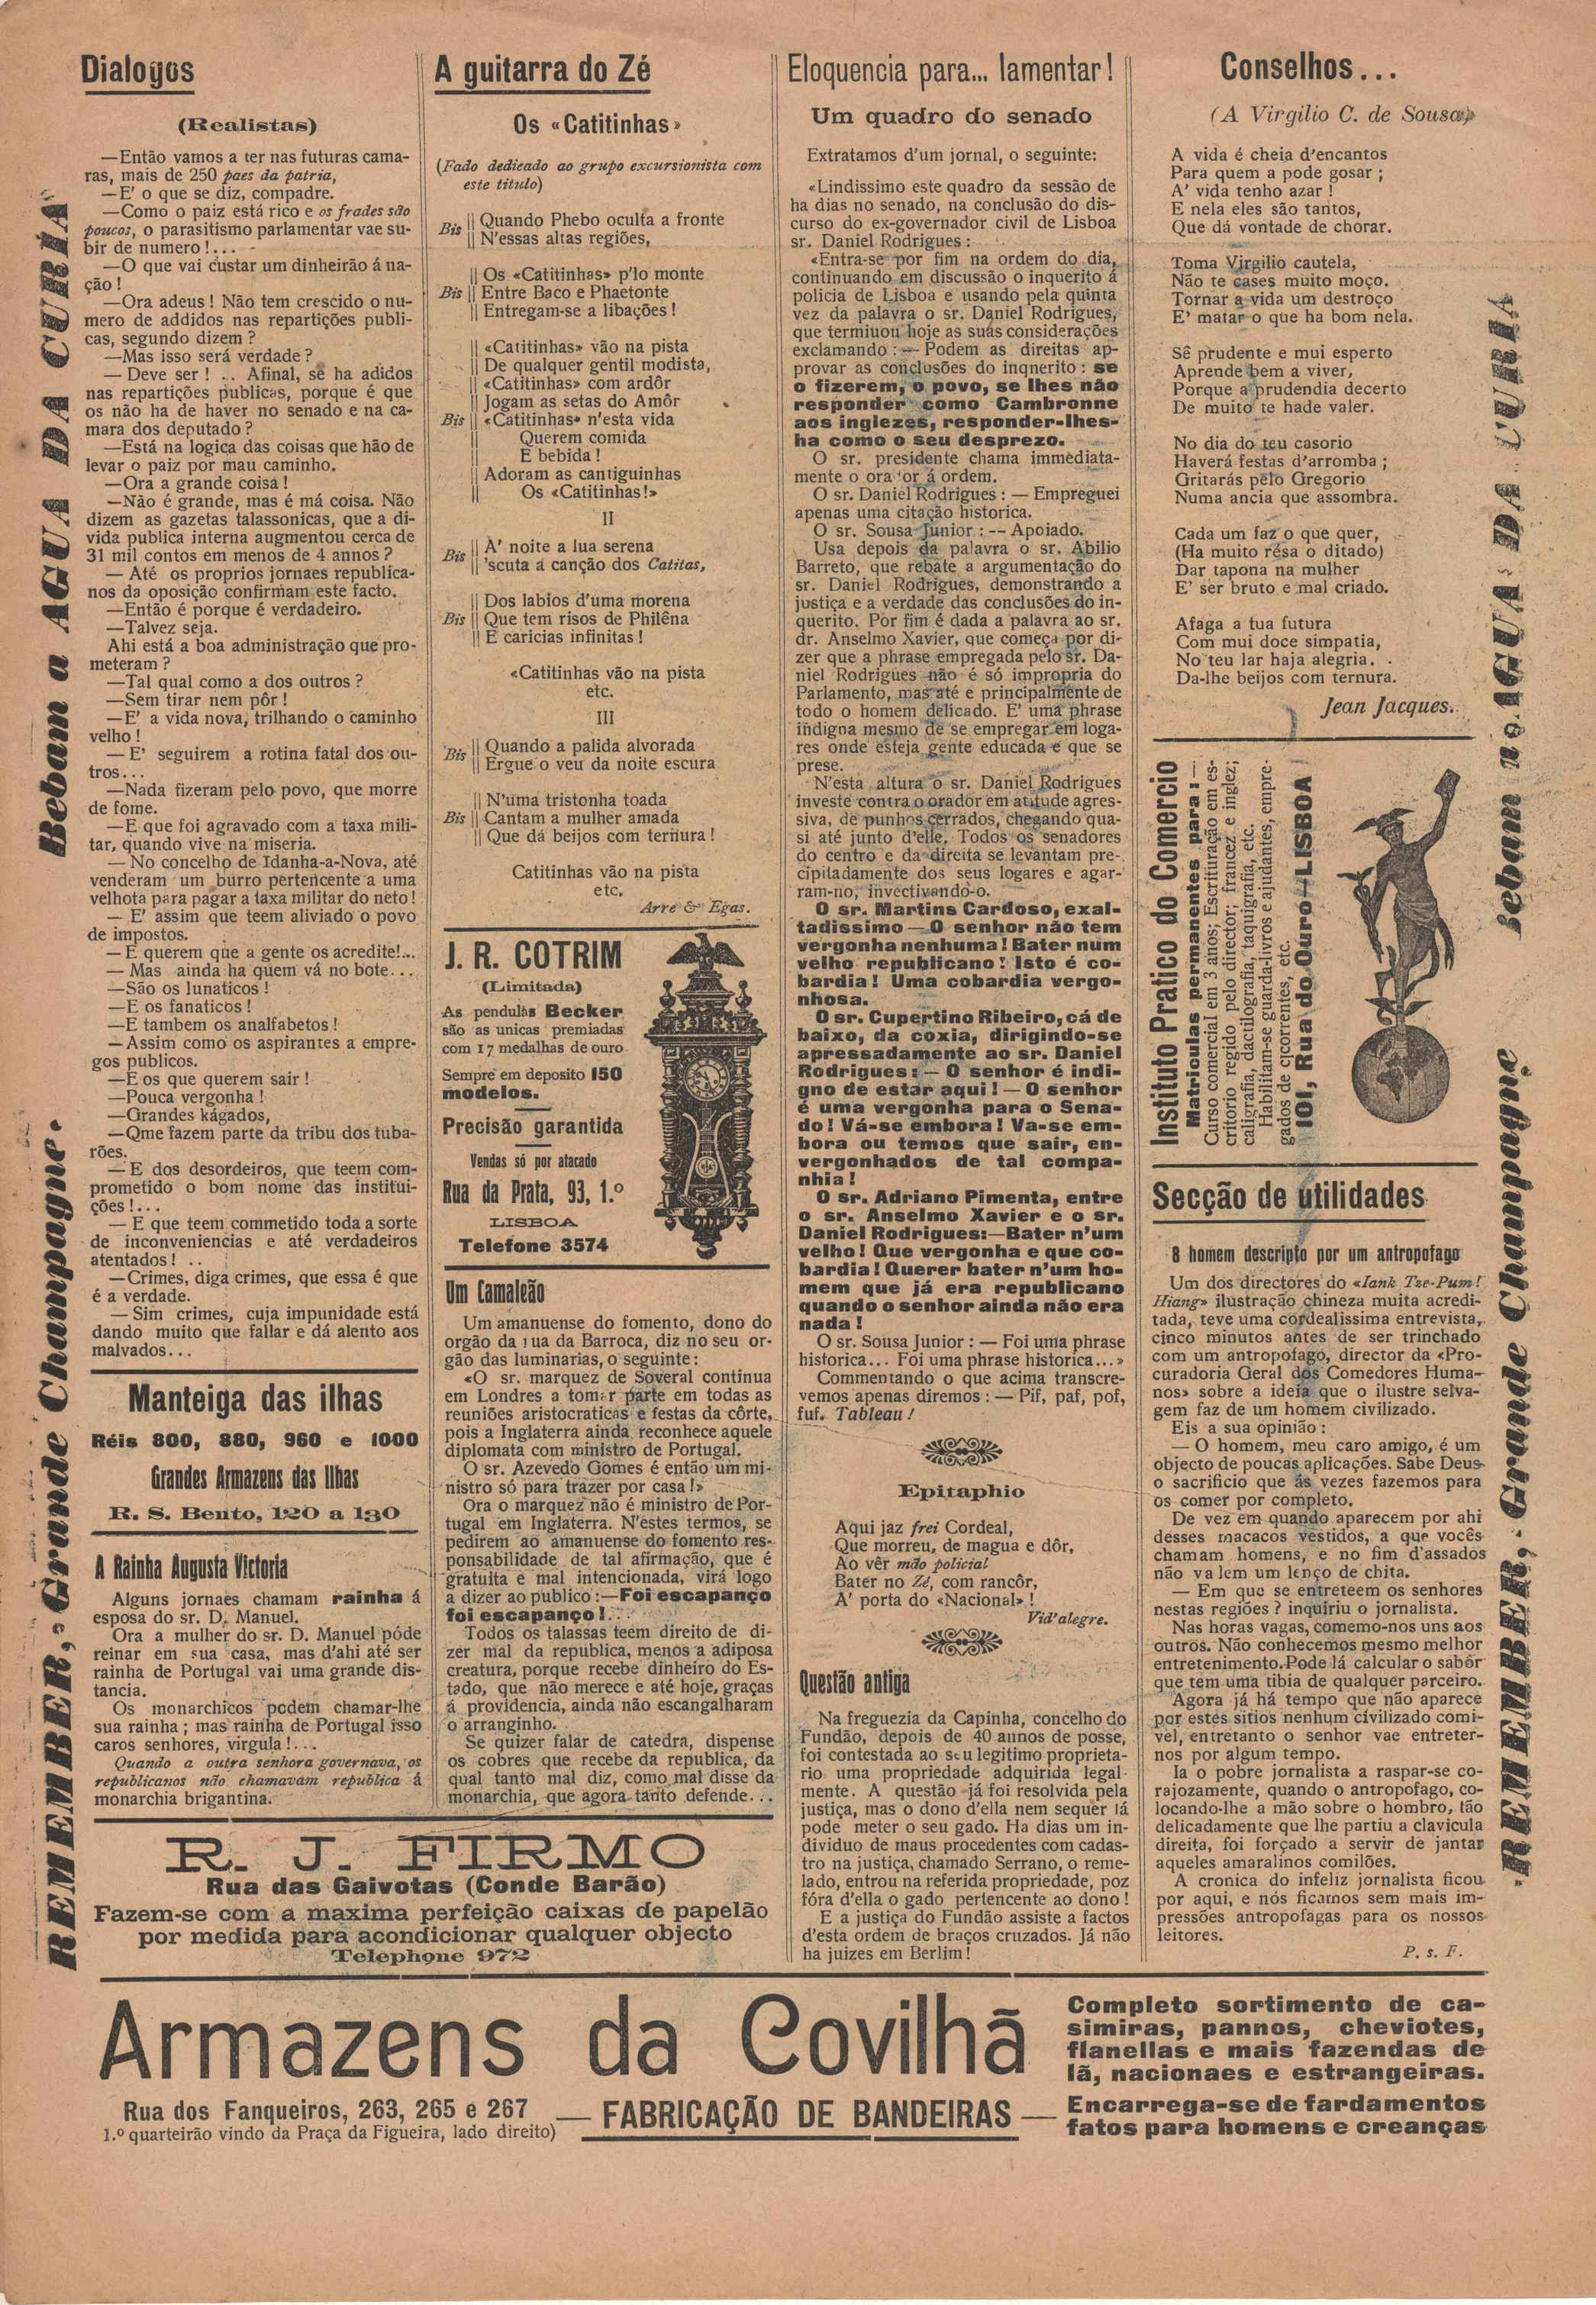 Dialogos
(Realistas)
—Então vamos a ter nas futuras cama-
ras, mais de 250 paes da patria,
—E' o que se diz, compadre.
—Como o paiz está rico e os frades são
poucos, o parasitismo parlamentar vae su-
bir de numero!...
—O que vai custar um dinheirão á na-
ção!
—Ora adeus! Não tem crescido o nu-
mero de addidos nas repartições publi-
cas, segundo dizem?
—Mas isso será verdade?
— Deve ser! .. Afinal, se ha adidos
nas repartições publicas, porque é que
os não ha de haver no senado e na ca-
mara dos deputado?
—Está na logica das coisas que hão de
levar o paiz por mau caminho.
—Ora a grande coisa!
—Não é grande, mas é má coisa. Não
dizem as gazetas talassonicas, que a di-
vida publica interna augmentou cerca de
31 mil contos em menos de 4 annos?
— Até os proprios jornaes republica-
nos da oposição confirmam este facto.
—Então é porque é verdadeiro.
—Talvez seja.
Ahi está a boa administração que pro-
meteram?
—Tal qual como a dos outros?
—Sem tirar nem pôr!
—E' a vida nova, trilhando o caminho
velho!
— E' seguirem a rotina fatal dos ou-
tros...
—Nada fizeram pelo povo, que morre
de fome.
—E que foi agravado com a taxa mili-
tar, quando vive na miseria.
— No concelho de Idanha-a-Nova, até
venderam um burro pertencente a uma
velhota para pagar a taxa militar do neto!
— E' assim que teem aliviado o povo
de impostos.
—E querem que a gente os acredite!...
— Mas ainda ha quem vá no bote...
—São os lunaticos!
—E os fanaticos!
—E tambem os analfabetos!
—Assim como os aspirantes a empre-
gos publicos.
—E os que querem sair!
—Pouca vergonha!
—Grandes kágados,
—Qme fazem parte da tribu dos tuba-
rões.
—E dos desordeiros, que teem com-
prometido o bom nome das institui-
ções!...
— E que teem commetido toda a sorte
de inconveniencias e até verdadeiros
atentados! ..
—Crimes, diga crimes, que essa é que
é a verdade.
— Sim crimes, cuja impunidade está
dando muito que fallar e dá alento aos
malvados...
Manteiga das ilhas
Réis 800, 880, 960 e 1000
Grandes Armazens das Ilhas
R. S. Bento, 120 a 130
A Rainha Augusta Victoria
Alguns jornaes chamam rainha á
esposa do sr. D. Manuel.
Ora a mulher do sr. D. Manuel póde
reinar em sua casa, mas d'ahi até ser
rainha de Portugal vai uma grande dis-
tancia.
Os monarchicos podem chamar-lhe
sua rainha; mas rainha de Portugal isso
caros senhores, virgula!...
Quando a outra senhora governava, os
republicanos não chamavam republica á
monarchia brigantina.
A guitarra do Zé
Os «Catitinhas»
(Fado dedicado ao grupo excursionista com
este titulo)
Bis || Quando Phebo oculta a fronte
|| N'essas altas regiões,
|| Os «Catitinhas» p'lo monte
Bis || Entre Baco e Phaetonte
|| Entregam-se a libações!
|| «Catitinhas» vão na pista
|| De qualquer gentil modista,
|| «Catitinhas» com ardôr
|| Jogam as setas do Amôr
Bis || «Catitinhas» n'esta vida
|| Querem comida
|| E bebida!
|| Adoram as cantiguinhas
|| Os «Catitinhas!»
II
Bis || A' noite a lua serena
|| 'scuta a canção dos Catitas,
|| Dos labios d'uma morena
Bis || Que tem risos de Philêna
|| E caricias infinitas!
«Catitinhas vão na pista
etc.
III
Bis || Quando a palida alvorada
|| Ergue o veu da noite escura
|| N'uma tristonha toada
Bis || Cantam a mulher amada
|| Que dá beijos com ternura!
Catitinhas vão na pista
etc.
Arre & Egas.
J. R. COTRIM
(Limitada)
As pendulas Becker
são as unicas premiadas
com 17 medalhas de ouro
Sempre em deposito 150
modelos.
Precisão garantida
Vendas só por atacado
Rua da Prata, 93, 1.º
LISBOA
Telefone 3574
Um Camaleão
Um amanuense do fomento, dono do
orgão da rua da Barroca, diz no seu or-
gão das luminarias, o seguinte:
«O sr. marquez de Soveral continua
em Londres a tomar parte em todas as
reuniões aristocraticas e festas da côrte,
pois a Inglaterra ainda reconhece aquele
diplomata com ministro de Portugal.
O sr. Azevedo Gomes é então um mi-
nistro só para trazer por casa!»
Ora o marquez não é ministro de Por-
tugal em Inglaterra. N'estes termos, se
pedirem ao amanuense do fomento res-
ponsabilidade de tal afirmação, que é
gratuita e mal intencionada, virá logo
a dizer ao publico:—Foi escapanço
foi escapanço!...
Todos os talassas teem direito de di-
zer mal da republica, menos a adiposa
creatura, porque recebe dinheiro do Es-
tado, que não merece e até hoje, graças
á providencia, ainda não escangalharam
o arranginho.
Se quizer falar de catedra, dispense
os cobres que recebe da republica, da
qual tanto mal diz, como mal disse da
monarchia, que agora tanto defende...
R. J. FIRMO
Rua das Gaivotas (Conde Barão)
Fazem-se com a maxima perfeição caixas de papelão
por medida para acondicionar qualquer objecto
Telephone 972
Eloquencia para... lamentar!
Um quadro do senado
Extratamos d'um jornal, o seguinte:
«Lindissimo este quadro da sessão de
ha dias no senado, na conclusão do dis-
curso do ex-governador civil de Lisboa
sr. Daniel Rodrigues:
«Entra-se por fim na ordem do dia,
continuando em discussão o inquerito á
policia de Lisboa e usando pela quinta
vez da palavra o sr. Daniel Rodrigues,
que termiuou hoje as suas considerações
exclamando: — Podem as direitas ap-
provar as conclusões do inqnerito: se
o fizerem, o povo, se lhes não
responder como Cambronne
aos inglezes, responder-lhes-
ha como o seu desprezo.
O sr. presidente chama immediata-
mente o ora'or á ordem.
O sr. Daniel Rodrigues: — Empreguei
apenas uma citação historica.
O sr. Sousa Junior: -- Apoiado.
Usa depois da palavra o sr. Abilio
Barreto, que rebate a argumentação do
sr. Daniel Rodrigues, demonstrando a
justiça e a verdade das conclusões do in-
querito. Por fim é dada a palavra ao sr.
dr. Anselmo Xavier, que começa por di-
zer que a phrase empregada pelo sr. Da-
niel Rodrigues não é só impropria do
Parlamento, mas até e principalmente de
todo o homem delicado. E' uma phrase
indigna mesmo de se empregar em loga-
res onde esteja gente educada e que se
prese.
N'esta altura o sr. Daniel Rodrigues
investe contra o orador em atitude agres-
siva, de punhos cerrados, chegando qua-
si até junto d'elle. Todos os senadores
do centro e da direita se levantam pre-
cipitadamente dos seus logares e agar-
ram-no, invectivando-o.
O sr. Martins Cardoso, exal-
tadissimo—O senhor não tem
vergonha nenhuma! Bater num
velho republicano! Isto é co-
bardia! Uma cobardia vergo-
nhosa.
O sr. Cupertino Ribeiro, cá de
baixo, da coxia, dirigindo-se
apressadamente ao sr. Daniel
Rodrigues: — O senhor é indi-
gno de estar aqui!—O senhor
é uma vergonha para o Sena-
do! Vá-se embora! Va-se em-
bora ou temos que sair, en-
vergonhados de tal compa-
nhia!
O sr. Adriano Pimenta, entre
o sr. Anselmo Xavier e o sr.
Daniel Rodrigues:—Bater n'um
velho! Que vergonha e que co-
bardia! Querer bater n'um ho-
mem que já era republicano
quando o senhor ainda não era
nada!
O sr. Sousa Junior: — Foi uma phrase
historica... Foi uma phrase historica...»
Commentando o que acima transcre-
vemos apenas diremos: — Pif, paf, pof,
fuf. Tableau!
Epitaphio
Aqui jaz frei Cordeal,
Que morreu, de magua e dôr,
Ao vêr mão policial
Bater no Zé, com rancôr,
A' porta do «Nacional»!
Vid'alegre.
Questão antiga
Na freguezia da Capinha, concelho do
Fundão, depois de 40 annos de posse,
foi contestada ao seu legitimo proprieta-
rio uma propriedade adquirida legal-
mente. A questão já foi resolvida pela
justiça, mas o dono d'ella nem sequer lá
pode meter o seu gado. Ha dias um in-
dividuo de maus procedentes com cadas-
tro na justiça, chamado Serrano, o reme-
lado, entrou na referida propriedade, poz
fóra d'ella o gado pertencente ao dono!
E a justiça do Fundão assiste a factos
d'esta ordem de braços cruzados. Já não
ha juizes em Berlim!
Conselhos...
(A Virgilio C. de Sousa)
A vida é cheia d'encantos
Para quem a pode gosar;
A' vida tenho azar!
E nela eles são tantos,
Que dá vontade de chorar.
Toma Virgilio cautela,
Não te cases muito moço.
Tornar a vida um destroço
E' matar o que ha bom nela.
Sê prudente e mui esperto
Aprende bem a viver,
Porque a prudendia decerto
De muito te hade valer.
No dia do teu casorio
Haverá festas d'arromba;
Gritarás pelo Gregorio
Numa ancia que assombra.
Cada um faz o que quer,
(Ha muito résa o ditado)
Dar tapona na mulher
E' ser bruto e mal criado.
Afaga a tua futura
Com mui doce simpatia,
No teu lar haja alegria.
Da-lhe beijos com ternura.
Jean Jacques.
Instituto Pratico do Comercio
Matriculas permanentes para:—
Curso comercial em 3 anos; Escrituração em es-
critorio regido pelo director; francez e inglez;
caligrafia, dactilografia, taquigrafia, etc.
Habilitam-se guarda-livros e ajudantes, empre-
gados de c|correntes, etc.
101, Rua do Ouro—LISBOA
Secção de utilidades
8 homem descripto por um antropofago
Um dos directores do «Iank Tze-Pum!
Hiang» ilustração chineza muita acredi-
tada, teve uma cordealissima entrevista,
cinco minutos antes de ser trinchado
com um antropofago, director da «Pro-
curadoria Geral dos Comedores Huma-
nos» sobre a ideia que o ilustre selva-
gem faz de um homem civilizado.
Eis a sua opinião:
— O homem, meu caro amigo, é um
objecto de poucas aplicações. Sabe Deus
o sacrificio que ás vezes fazemos para
os comer por completo.
De vez em quando aparecem por ahi
desses macacos vestidos, a que vocês
chamam homens, e no fim d'assados
não valem um lenço de chita.
— Em que se entreteem os senhores
nestas regiões? inquiriu o jornalista.
Nas horas vagas, comemo-nos uns aos
outros. Não conhecemos mesmo melhor
entretenimento. Pode lá calcular o sabôr
que tem uma tibia de qualquer parceiro.
Agora já há tempo que não aparece
por estes sitios nenhum civilizado comi-
vel, entretanto o senhor vae entreter-
nos por algum tempo.
Ia o pobre jornalista a raspar-se co-
rajozamente, quando o antropofago, co-
locando-lhe a mão sobre o hombro, tão
delicadamente que lhe partiu a clavicula
direita, foi forçado a servir de jantar
aqueles amaralinos comilões.
A cronica do infeliz jornalista ficou
por aqui, e nós ficamos sem mais im-
pressões antropofagas para os nossos
leitores.
P. s. F.
REMEMBER, Grande Champagne. Bebam a AGUA DA CURIA
REMEMBER, Grande Champagne Bebam a AGUA DA CURIA
Armazens da Covilhã
Rua dos Fanqueiros, 263, 265 e 267
1.º quarteirão vindo da Praça da Figueira, lado direito)
— FABRICAÇÃO DE BANDEIRAS —
Completo sortimento de ca-
simiras, pannos, cheviotes,
flanellas e mais fazendas de
lã, nacionaes e estrangeiras.
Encarrega-se de fardamentos
fatos para homens e creanças